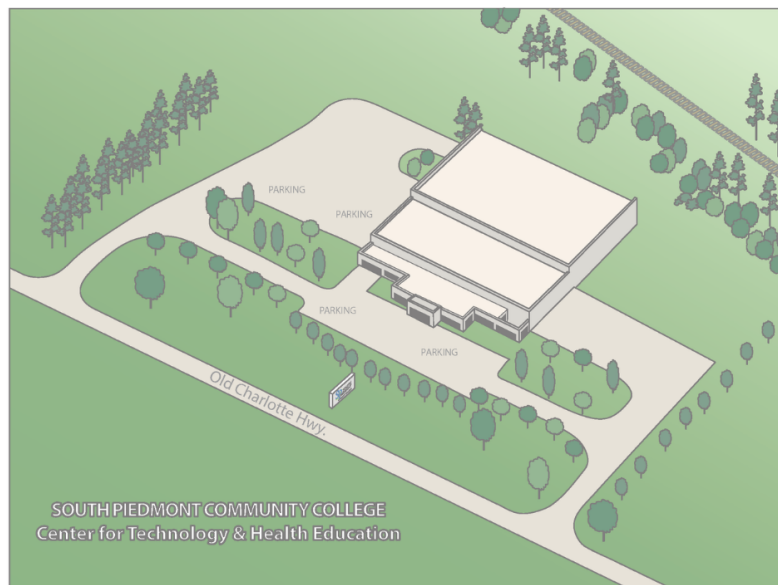 PARKING
PARKING
PARKING
PARKING
Old Charlotte Hwy.
SOUTH PIEDMONT COMMUNITY COLLEGE
Center for Technology & Health Education